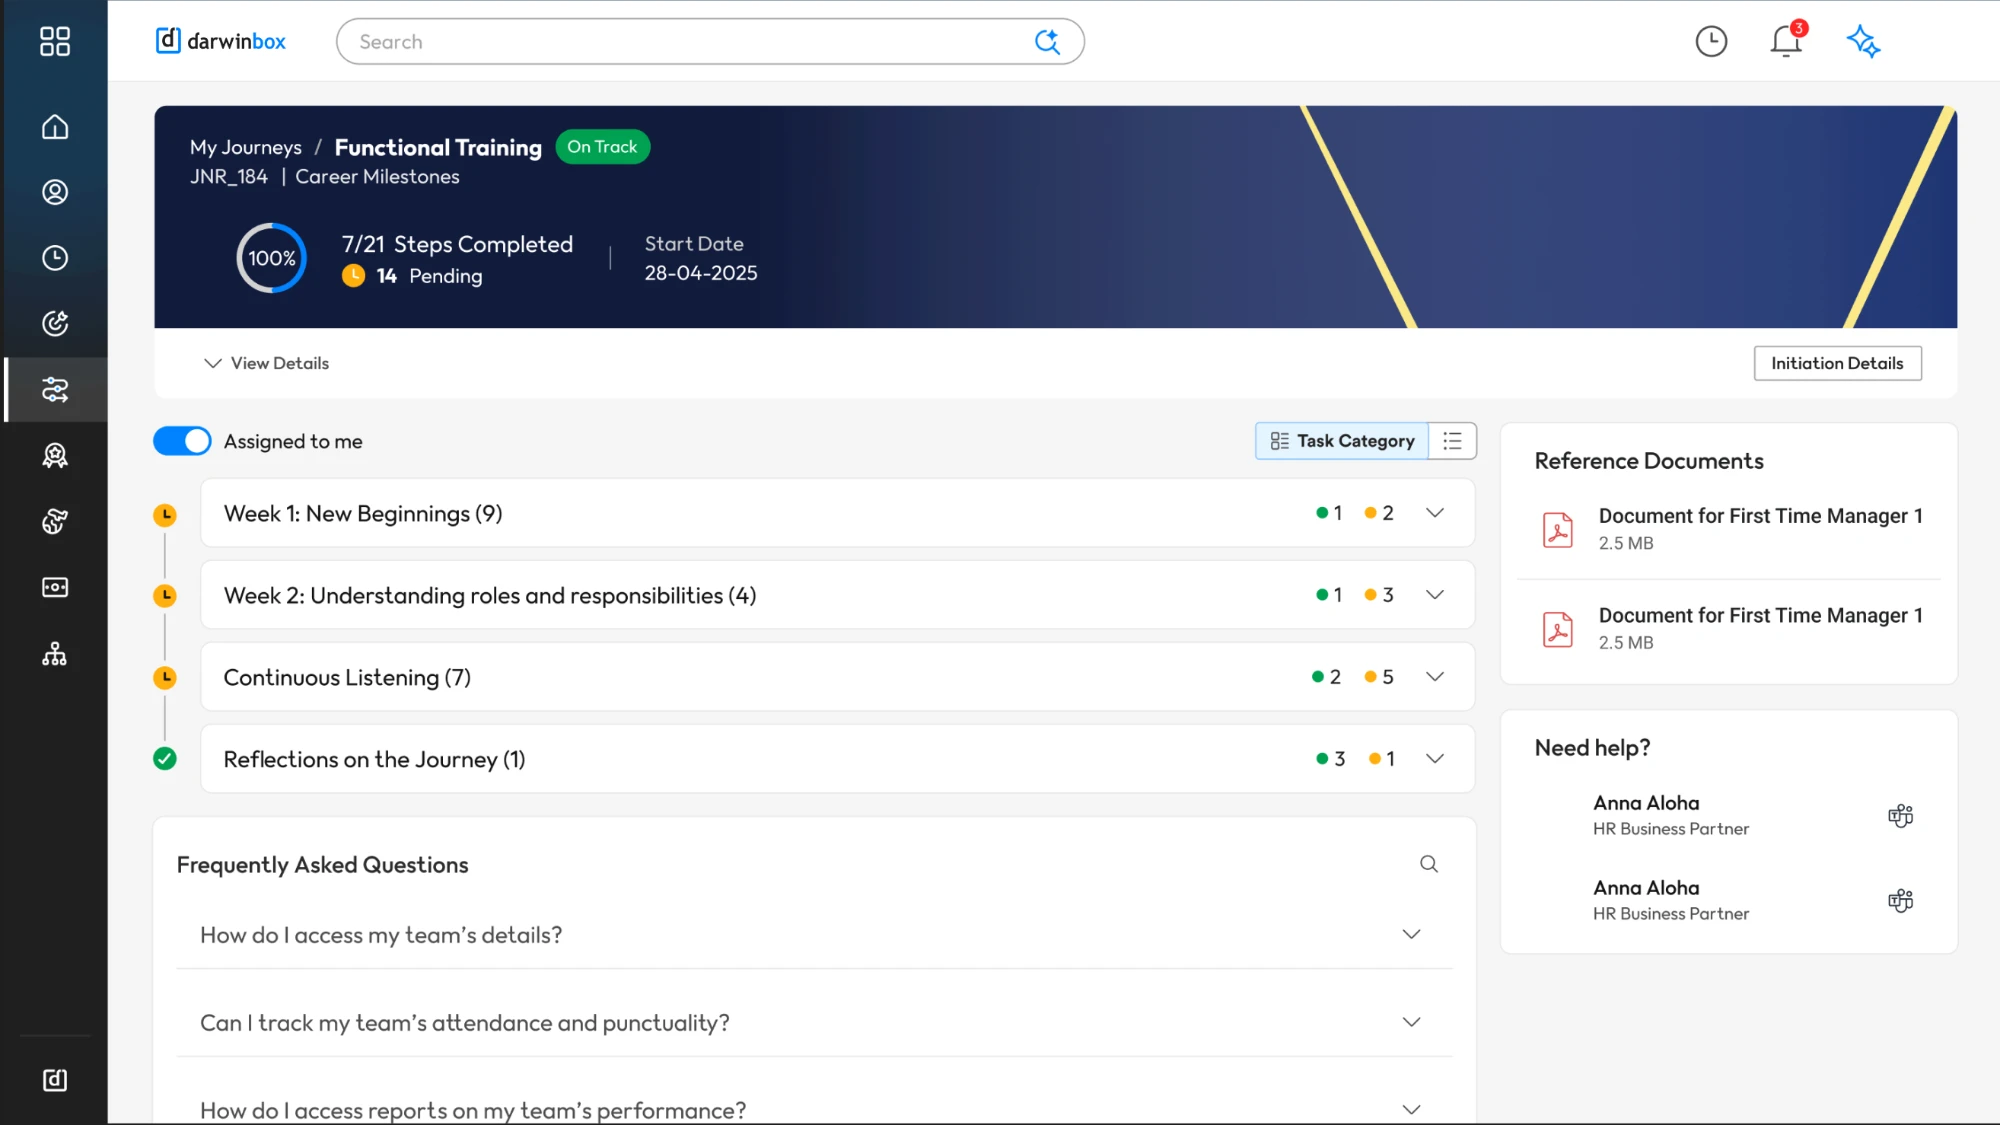 darwinbox
Search
3
My Journeys / Functional Training On Track
JNR_184 | Career Milestones
100%
7/21 Steps Completed
14 Pending
Start Date
28-04-2025
View Details
Initiation Details
Assigned to me
Task Category
Week 1: New Beginnings (9) 1 2
Week 2: Understanding roles and responsibilities (4) 1 3
Continuous Listening (7) 2 5
Reflections on the Journey (1) 3 1
Frequently Asked Questions
How do I access my team's details?
Can I track my team's attendance and punctuality?
How do I access reports on my team's performance?
Reference Documents
Document for First Time Manager 1
2.5 MB
Document for First Time Manager 1
2.5 MB
Need help?
Anna Aloha
HR Business Partner
Anna Aloha
HR Business Partner